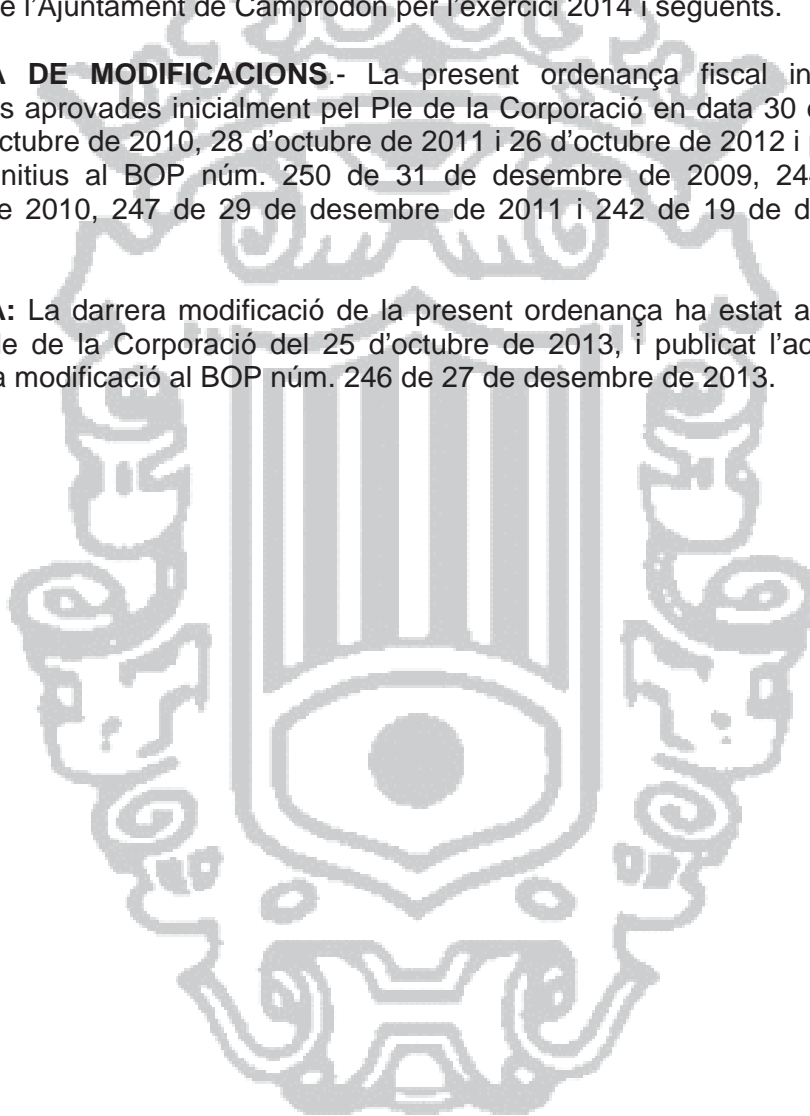 e l'Ajuntament de Camprodon per l'exercici 2014 i següents.
A DE MODIFICACIONS.- La present ordenança fiscal in
s aprovades inicialment pel Ple de la Corporació en data 30
ctubre de 2010, 28 d'octubre de 2011 i 26 d'octubre de 2012 i
nitius al BOP núm. 250 de 31 de desembre de 2009, 24
e 2010, 247 de 29 de desembre de 2011 i 242 de 19 de d
A: La darrera modificació de la present ordenança ha estat a
le de la Corporació del 25 d'octubre de 2013, i publicat l'ac
a modificació al BOP núm. 246 de 27 de desembre de 2013.